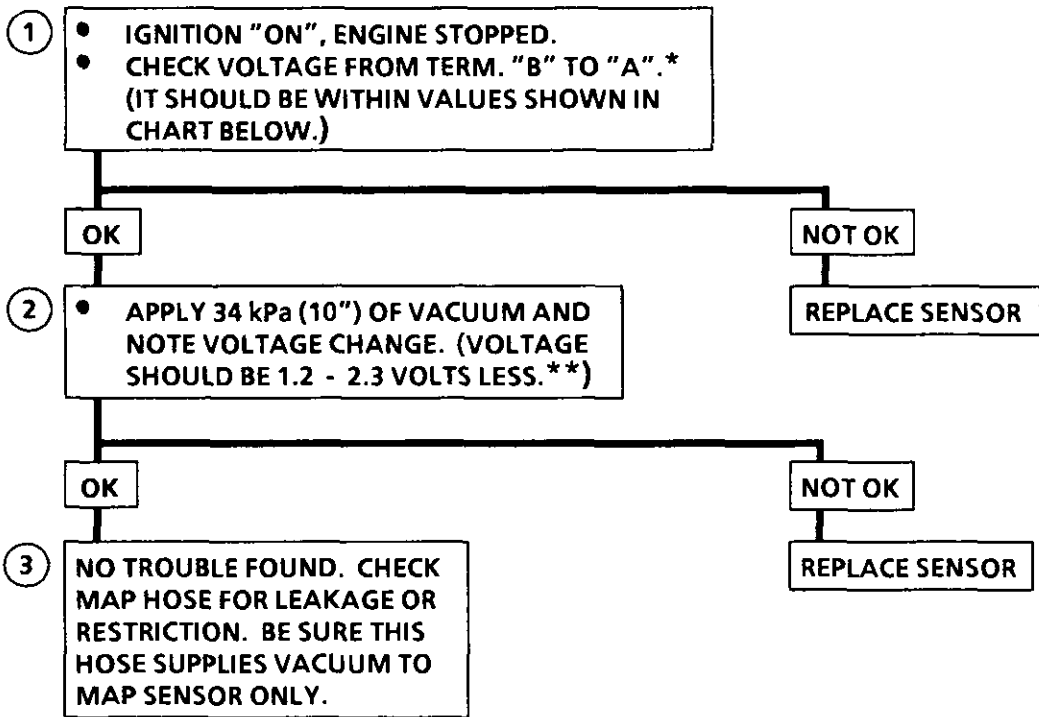 1
• IGNITION "ON", ENGINE STOPPED.
• CHECK VOLTAGE FROM TERM. "B" TO "A".*
(IT SHOULD BE WITHIN VALUES SHOWN IN
CHART BELOW.)
OK
NOT OK
2
• APPLY 34 kPa (10") OF VACUUM AND
NOTE VOLTAGE CHANGE. (VOLTAGE
SHOULD BE 1.2 - 2.3 VOLTS LESS.**)
REPLACE SENSOR
OK
NOT OK
3
NO TROUBLE FOUND. CHECK
MAP HOSE FOR LEAKAGE OR
RESTRICTION. BE SURE THIS
HOSE SUPPLIES VACUUM TO
MAP SENSOR ONLY.
REPLACE SENSOR